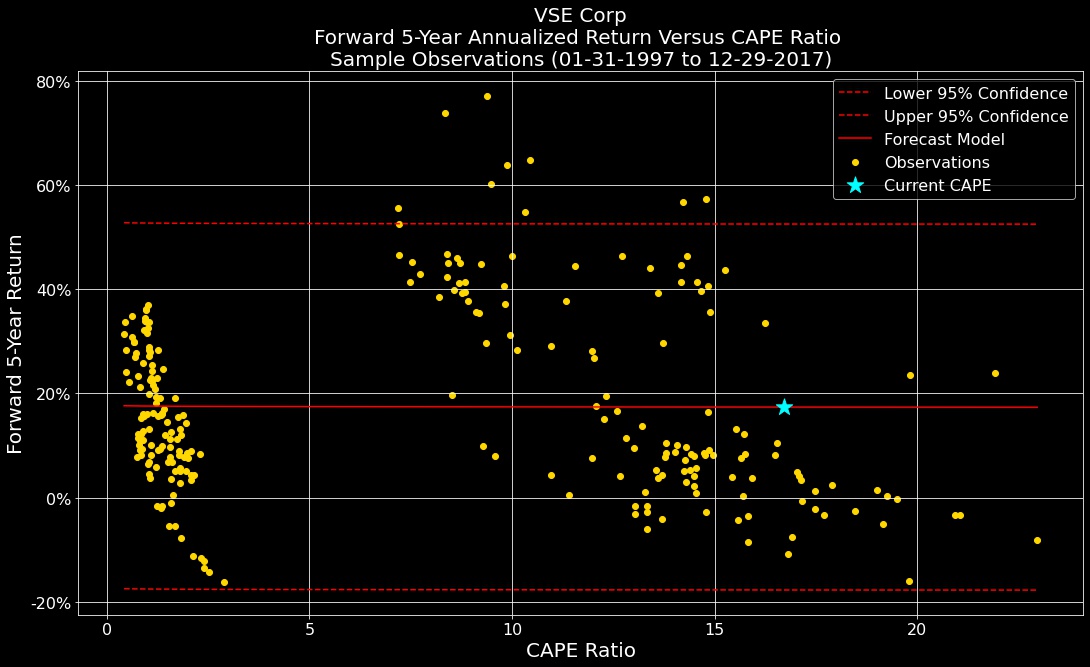 VSE Corp
Forward 5-Year Annualized Return Versus CAPE Ratio
Sample Observations (01-31-1997 to 12-29-2017)
80%
60%
40%
20%
0%
-20%
Forward 5-Year Return
Lower 95% Confidence
Upper 95% Confidence
Forecast Model
Observations
Current CAPE
0 5 10 15 20
CAPE Ratio